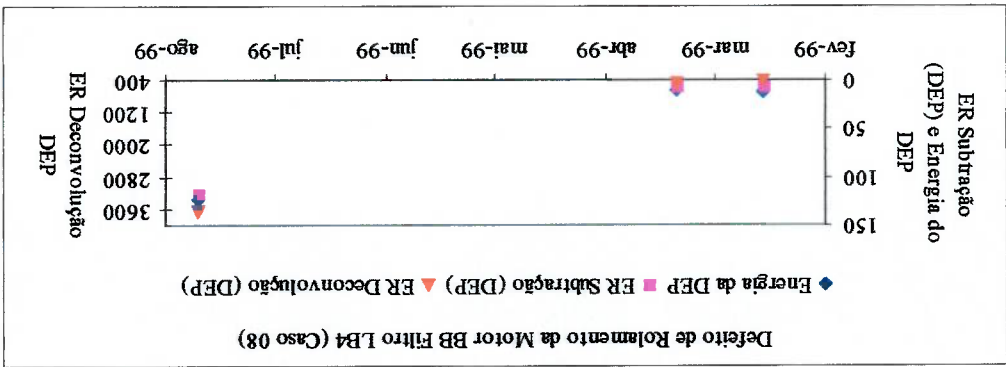 Defeito de Rolamento da Motor BB Filtro LB4 (Caso 08)
Energia da DEP ER Subtração (DEP) ER Deconvolução (DEP)
ER Subtração
(DEP) e Energia do
DEP
150
100
50
0
3600
2800
2000
1200
400
ER Deconvolução
DEP
fev-99 mar-99 abr-99 mai-99 jun-99 jul-99 ago-99